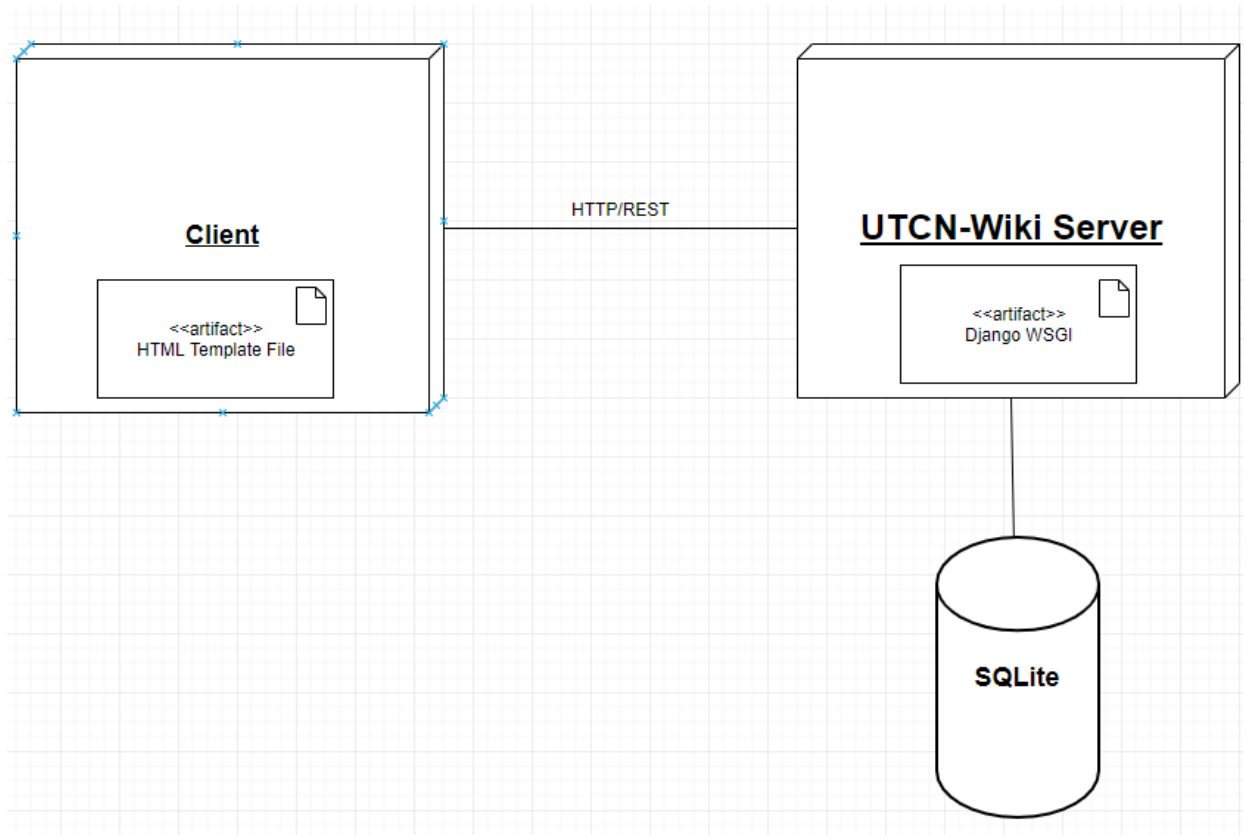 Client
<<artifact>>
HTML Template File
HTTP/REST
UTCN-Wiki Server
<<artifact>>
Django WSGI
SQLite